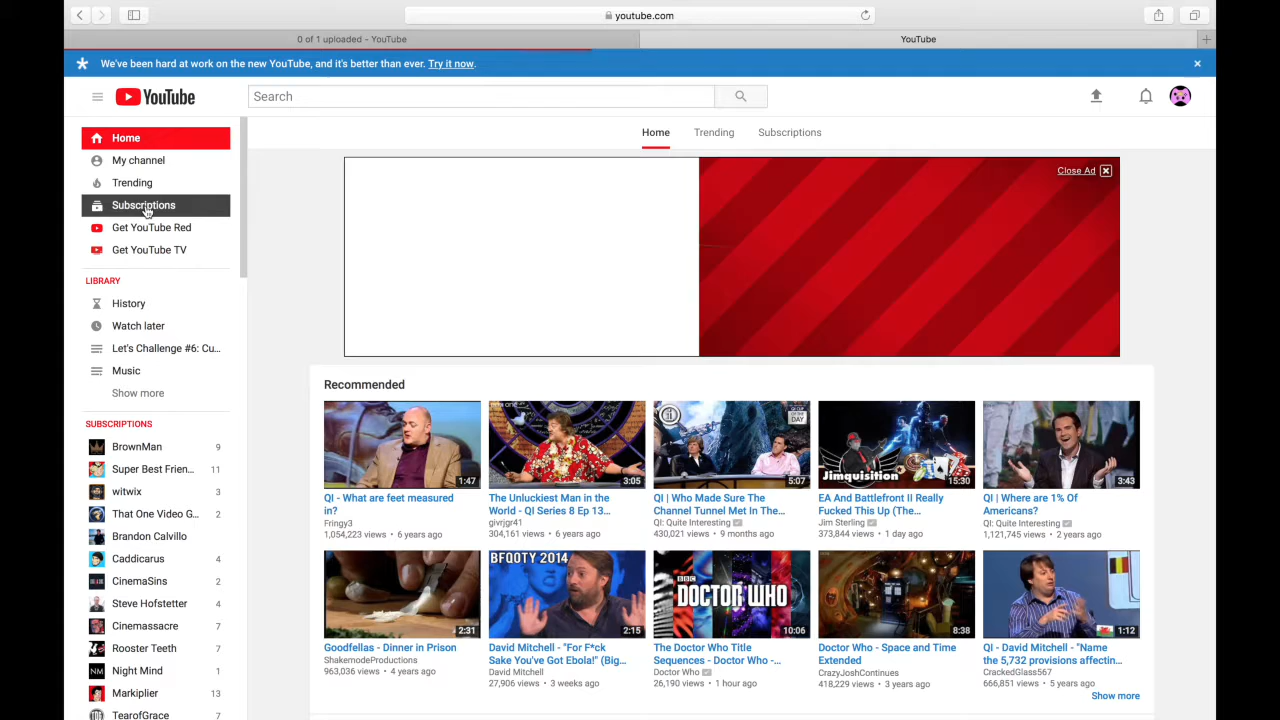 youtube.com
0 of 1 uploaded - YouTube
YouTube
We've been hard at work on the new YouTube, and it's better than ever. Try it now.
YouTube
Search
Home
Trending
Subscriptions
Home
My channel
Trending
Subscriptions
Get YouTube Red
Get YouTube TV
LIBRARY
History
Watch later
Let's Challenge #6: Cu...
Music
Show more
SUBSCRIPTIONS
BrownMan 9
Super Best Frien... 11
witwix 3
That One Video G... 2
Brandon Calvillo
Caddicarus 4
CinemaSins 2
Steve Hofstetter 4
Cinemassacre 7
Rooster Teeth 7
NM Night Mind 1
Markiplier 13
TearofGrace 7
Close Ad
Recommended
1:47
QI - What are feet measured
in?
Fringy3
1,054,223 views • 6 years ago
3:05
The Unluckiest Man in the
World - QI Series 8 Ep 13...
givrjgr41
304,161 views • 6 years ago
5:07
QI | Who Made Sure The
Channel Tunnel Met In The...
QI: Quite Interesting
430,021 views • 9 months ago
Jimquisition
15:30
EA And Battlefront II Really
Fucked This Up (The...
Jim Sterling
373,844 views • 1 day ago
3:43
QI | Where are 1% Of
Americans?
QI: Quite Interesting
1,121,745 views • 2 years ago
2:31
Goodfellas - Dinner in Prison
ShakemodeProductions
963,036 views • 4 years ago
BFQOTY 2014
2:15
David Mitchell - "For F*ck
Sake You've Got Ebola!" (Big...
David Mitchell
27,906 views • 3 weeks ago
BBC
DOCTOR WHO
10:06
The Doctor Who Title
Sequences - Doctor Who -...
Doctor Who
26,190 views • 1 hour ago
8:38
Doctor Who - Space and Time
Extended
CrazyJoshContinues
418,229 views • 3 years ago
1:12
QI - David Mitchell - "Name
the 5,732 provisions affectin...
CrackedGlass567
666,851 views • 5 years ago
Show more